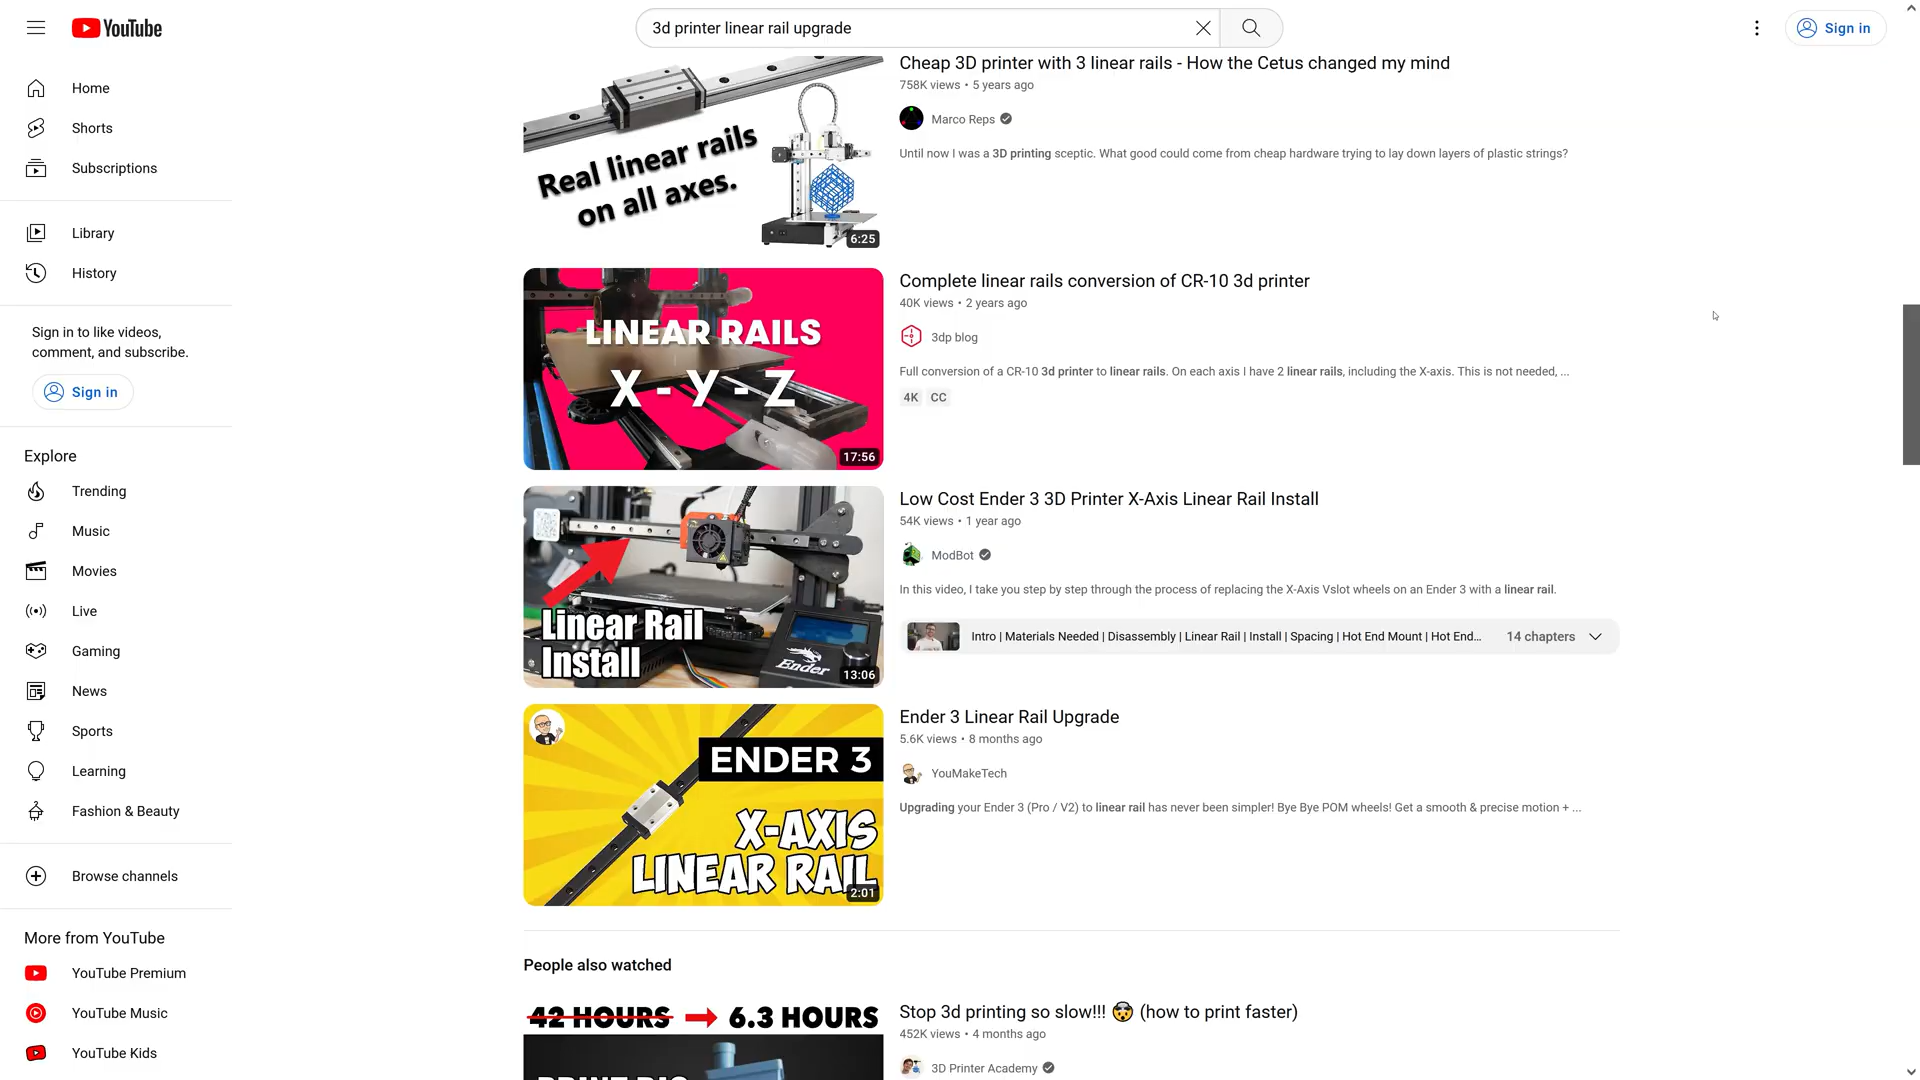 YouTube
3d printer linear rail upgrade
Sign in
Home
Shorts
Subscriptions
Library
History
Sign in to like videos,
comment, and subscribe.
Sign in
Explore
Trending
Music
Movies
Live
Gaming
News
Sports
Learning
Fashion & Beauty
Browse channels
More from YouTube
YouTube Premium
YouTube Music
YouTube Kids
Real linear rails
on all axes.
6:25
Cheap 3D printer with 3 linear rails - How the Cetus changed my mind
758K views • 5 years ago
Marco Reps
Until now I was a 3D printing sceptic. What good could come from cheap hardware trying to lay down layers of plastic strings?
LINEAR RAILS
X - Y - Z
17:56
Complete linear rails conversion of CR-10 3d printer
40K views • 2 years ago
3dp blog
Full conversion of a CR-10 3d printer to linear rails. On each axis I have 2 linear rails, including the X-axis. This is not needed, ...
4K CC
Linear Rail
Install
Ender
13:06
Low Cost Ender 3 3D Printer X-Axis Linear Rail Install
54K views • 1 year ago
ModBot
In this video, I take you step by step through the process of replacing the X-Axis Vslot wheels on an Ender 3 with a linear rail.
Intro | Materials Needed | Disassembly | Linear Rail | Install | Spacing | Hot End Mount | Hot End... 14 chapters
ENDER 3
X-AXIS
LINEAR RAIL
2:01
Ender 3 Linear Rail Upgrade
5.6K views • 8 months ago
YouMakeTech
Upgrading your Ender 3 (Pro / V2) to linear rail has never been simpler! Bye Bye POM wheels! Get a smooth & precise motion + ...
People also watched
42 HOURS → 6.3 HOURS
Stop 3d printing so slow!!! 🤯 (how to print faster)
452K views • 4 months ago
3D Printer Academy